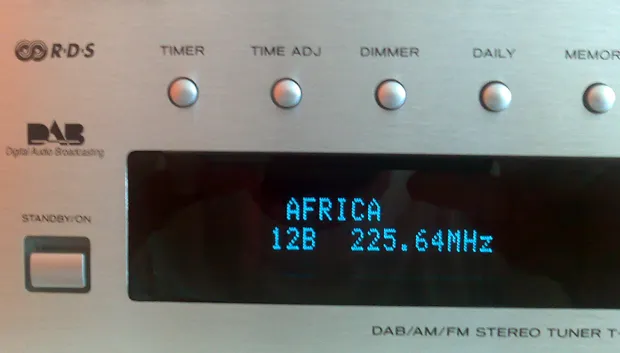 R·D·S
TIMER TIME ADJ DIMMER DAILY MEMOR
DAB
Digital Audio Broadcasting
STANDBY/ON
AFRICA
12B 225.64MHz
DAB/AM/FM STEREO TUNER T-